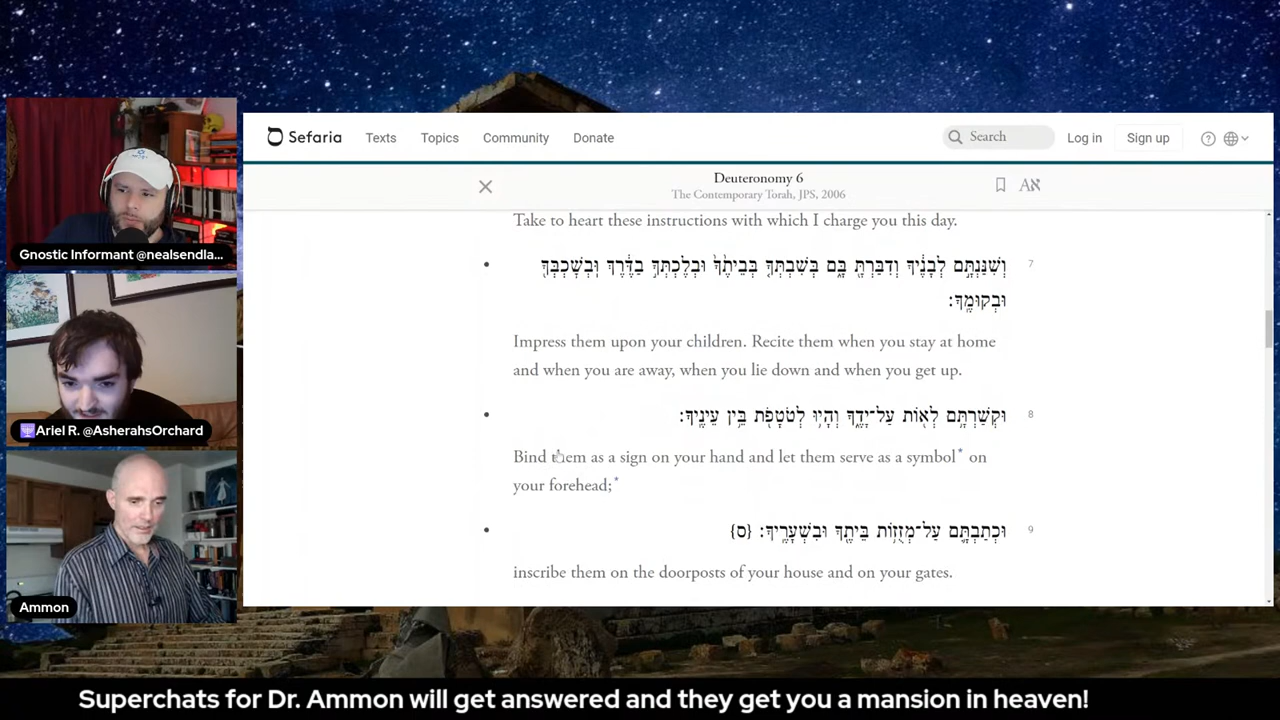 Sefaria
Texts
Topics
Community
Donate
Search
Log in
Sign up
Deuteronomy 6
The Contemporary Torah, JPS, 2006
Take to heart these instructions with which I charge you this day.
7
וְשִׁנַּנְתָּ֣ם לְבָנֶ֔יךָ וְדִבַּרְתָּ֖ בָּ֑ם בְּשִׁבְתְּךָ֤ בְּבֵיתֶ֙ךָ֙ וּבְלֶכְתְּךָ֣ בַדֶּ֔רֶךְ וּֽבְשׇׁכְבְּךָ֖
וּבְקוּמֶֽךָ׃
Impress them upon your children. Recite them when you stay at home
and when you are away, when you lie down and when you get up.
8
וּקְשַׁרְתָּ֥ם לְא֖וֹת עַל־יָדֶ֑ךָ וְהָי֥וּ לְטֹטָפֹ֖ת בֵּ֥ין עֵינֶֽיךָ׃
Bind them as a sign on your hand and let them serve as a symbol* on
your forehead;*
9
וּכְתַבְתָּ֛ם עַל־מְזֻז֥וֹת בֵּיתֶ֖ךָ וּבִשְׁעָרֶֽיךָ׃ {ס}
inscribe them on the doorposts of your house and on your gates.
Gnostic Informant @nealsendla...
Ariel R. @AsherahsOrchard
Ammon
Superchats for Dr. Ammon will get answered and they get you a mansion in heaven!